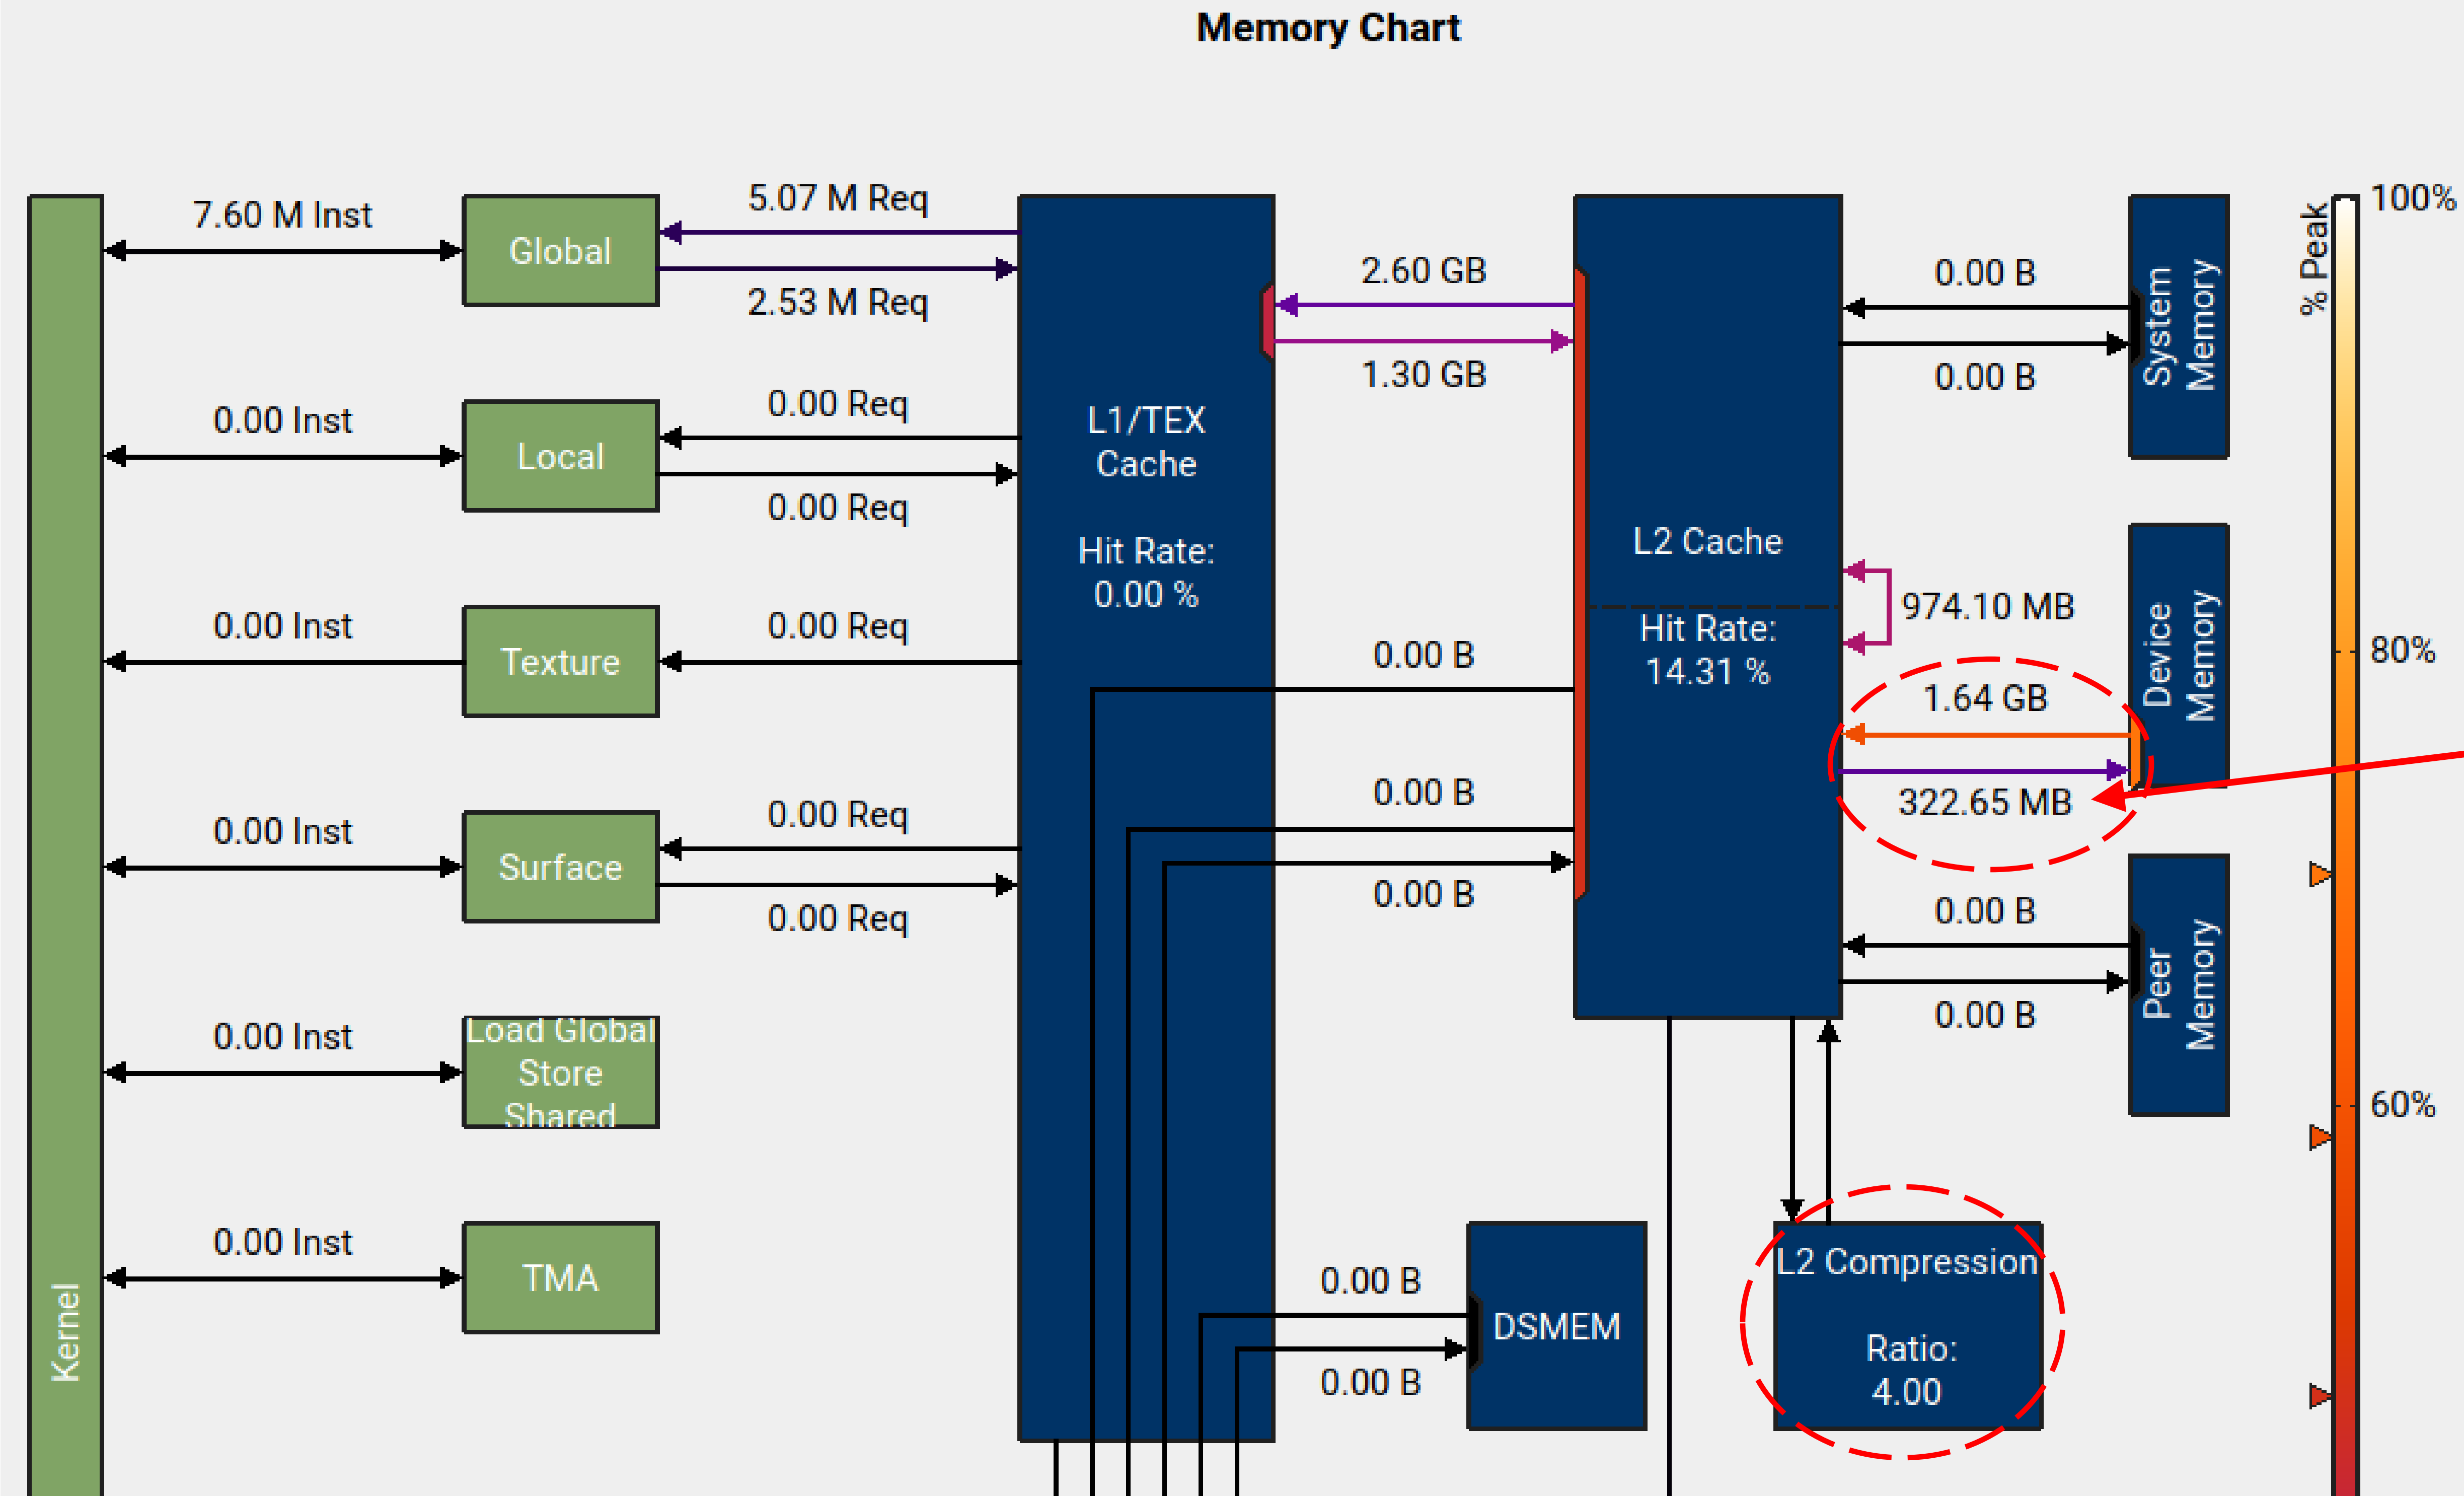 Memory Chart
7.60 M Inst
Global
5.07 M Req
2.53 M Req
0.00 Inst
Local
0.00 Req
0.00 Req
0.00 Inst
Texture
0.00 Req
0.00 Inst
Surface
0.00 Req
0.00 Req
0.00 Inst
Load Global
Store
Shared
0.00 Inst
TMA
Kernel
L1/TEX
Cache
Hit Rate:
0.00 %
2.60 GB
1.30 GB
0.00 B
0.00 B
0.00 B
0.00 B
0.00 B
DSMEM
L2 Cache
Hit Rate:
14.31 %
0.00 B
0.00 B
System
Memory
974.10 MB
1.64 GB
322.65 MB
Device
Memory
0.00 B
0.00 B
Peer
Memory
L2 Compression
Ratio:
4.00
% Peak
100%
80%
60%